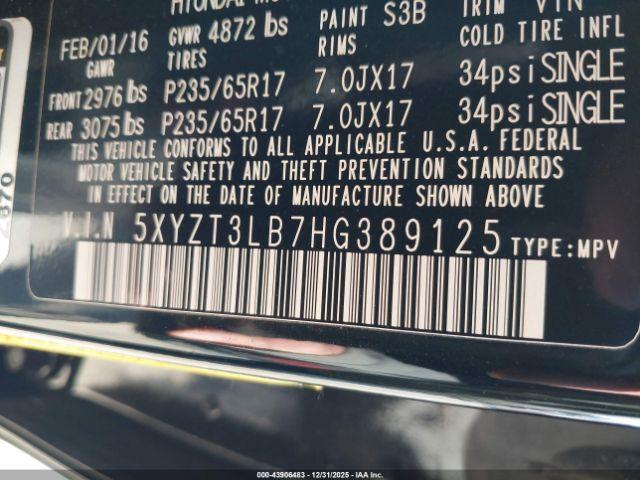 HYUNDAI
PAINT S3B TRIM VIN
FEB/01/16 GVWR 4872 lbs RIMS COLD TIRE INFL
GAWR TIRES
FRONT 2976 lbs P235/65R17 7.0JX17 34psi SINGLE
REAR 3075 lbs P235/65R17 7.0JX17 34psi SINGLE
THIS VEHICLE CONFORMS TO ALL APPLICABLE U.S.A. FEDERAL
MOTOR VEHICLE SAFETY AND THEFT PREVENTION STANDARDS
IN EFFECT ON THE DATE OF MANUFACTURE SHOWN ABOVE
V.I.N 5XYZT3LB7HG389125 TYPE:MPV
000-43906483 - 12/31/2025 - IAAI.com